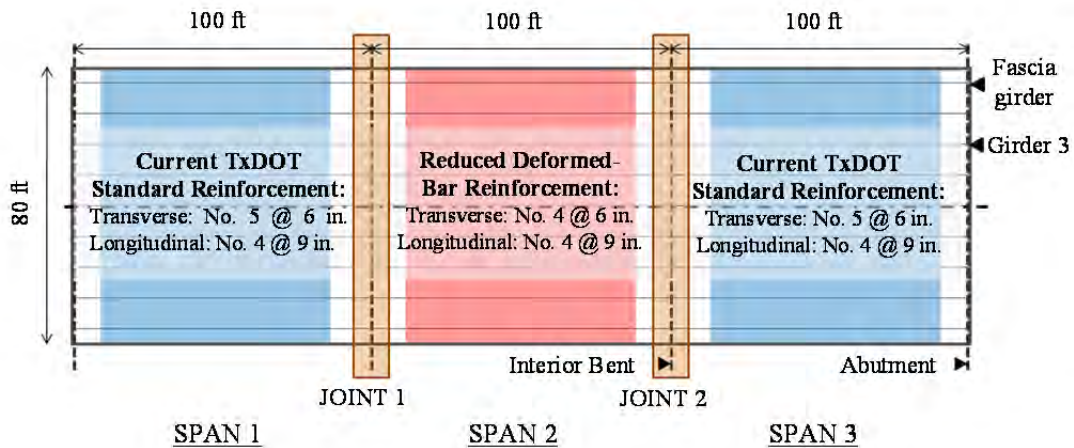 100 ft
100 ft
100 ft
Fascia
girder
Girder 3
80 ft
Current TxDOT
Standard Reinforcement:
Transverse: No. 5 @ 6 in.
Longitudinal: No. 4 @ 9 in.
Reduced Deformed-
Bar Reinforcement:
Transverse: No. 4 @ 6 in.
Longitudinal: No. 4 @ 9 in.
Current TxDOT
Standard Reinforcement:
Transverse: No. 5 @ 6 in.
Longitudinal: No. 4 @ 9 in.
Interior Bent
Abutment
JOINT 1
JOINT 2
SPAN 1
SPAN 2
SPAN 3